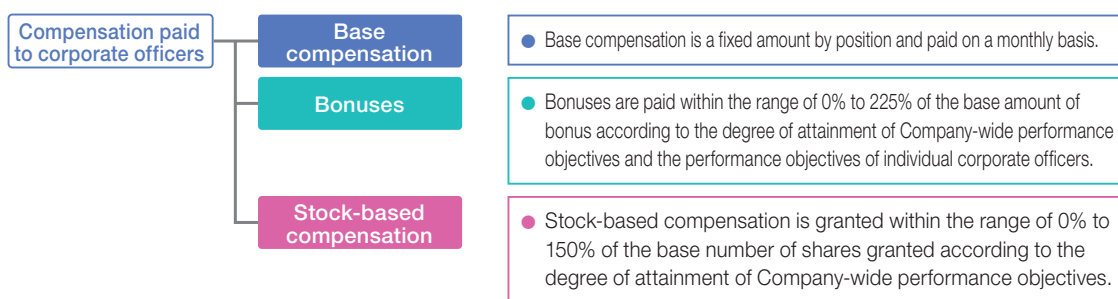 Compensation paid
to corporate officers
Base
compensation
● Base compensation is a fixed amount by position and paid on a monthly basis.
Bonuses
● Bonuses are paid within the range of 0% to 225% of the base amount of
bonus according to the degree of attainment of Company-wide performance
objectives and the performance objectives of individual corporate officers.
Stock-based
compensation
● Stock-based compensation is granted within the range of 0% to
150% of the base number of shares granted according to the
degree of attainment of Company-wide performance objectives.